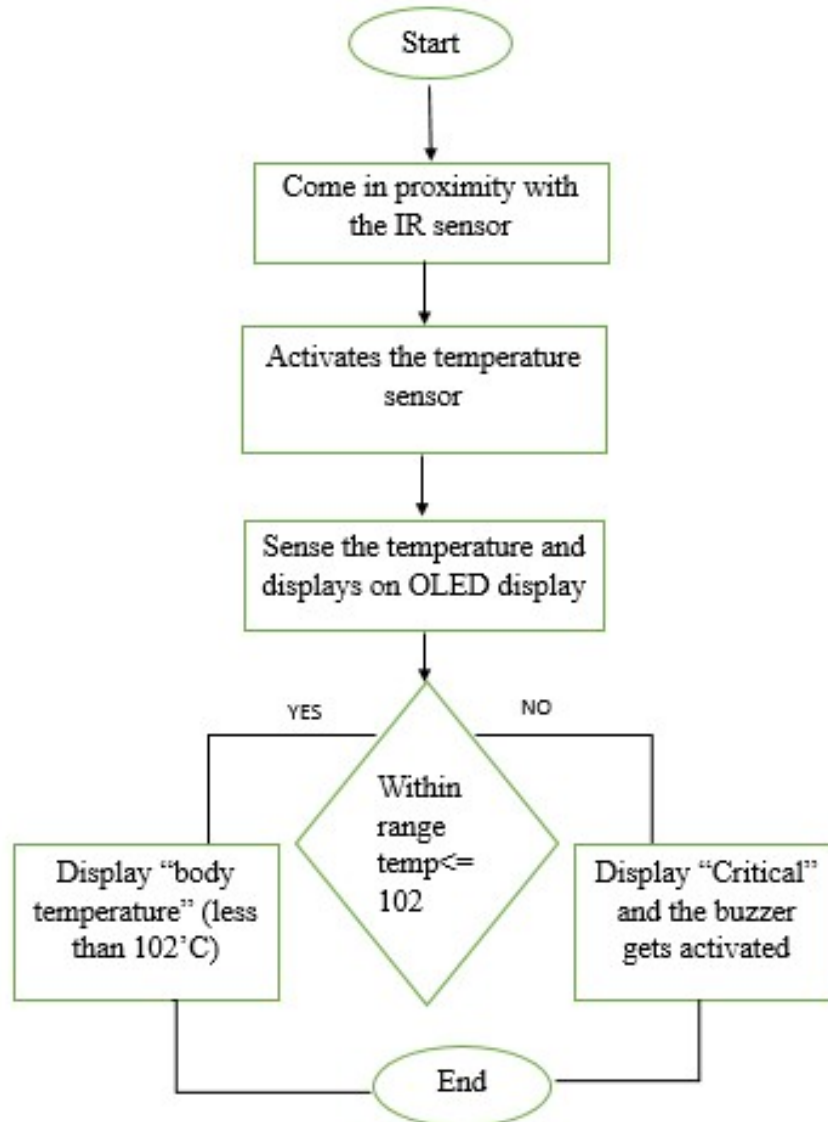 Start
Come in proximity with
the IR sensor
Activates the temperature
sensor
Sense the temperature and
displays on OLED display
YES
NO
Within
range
temp<=
102
Display “body
temperature” (less
than 102’C)
Display “Critical”
and the buzzer
gets activated
End